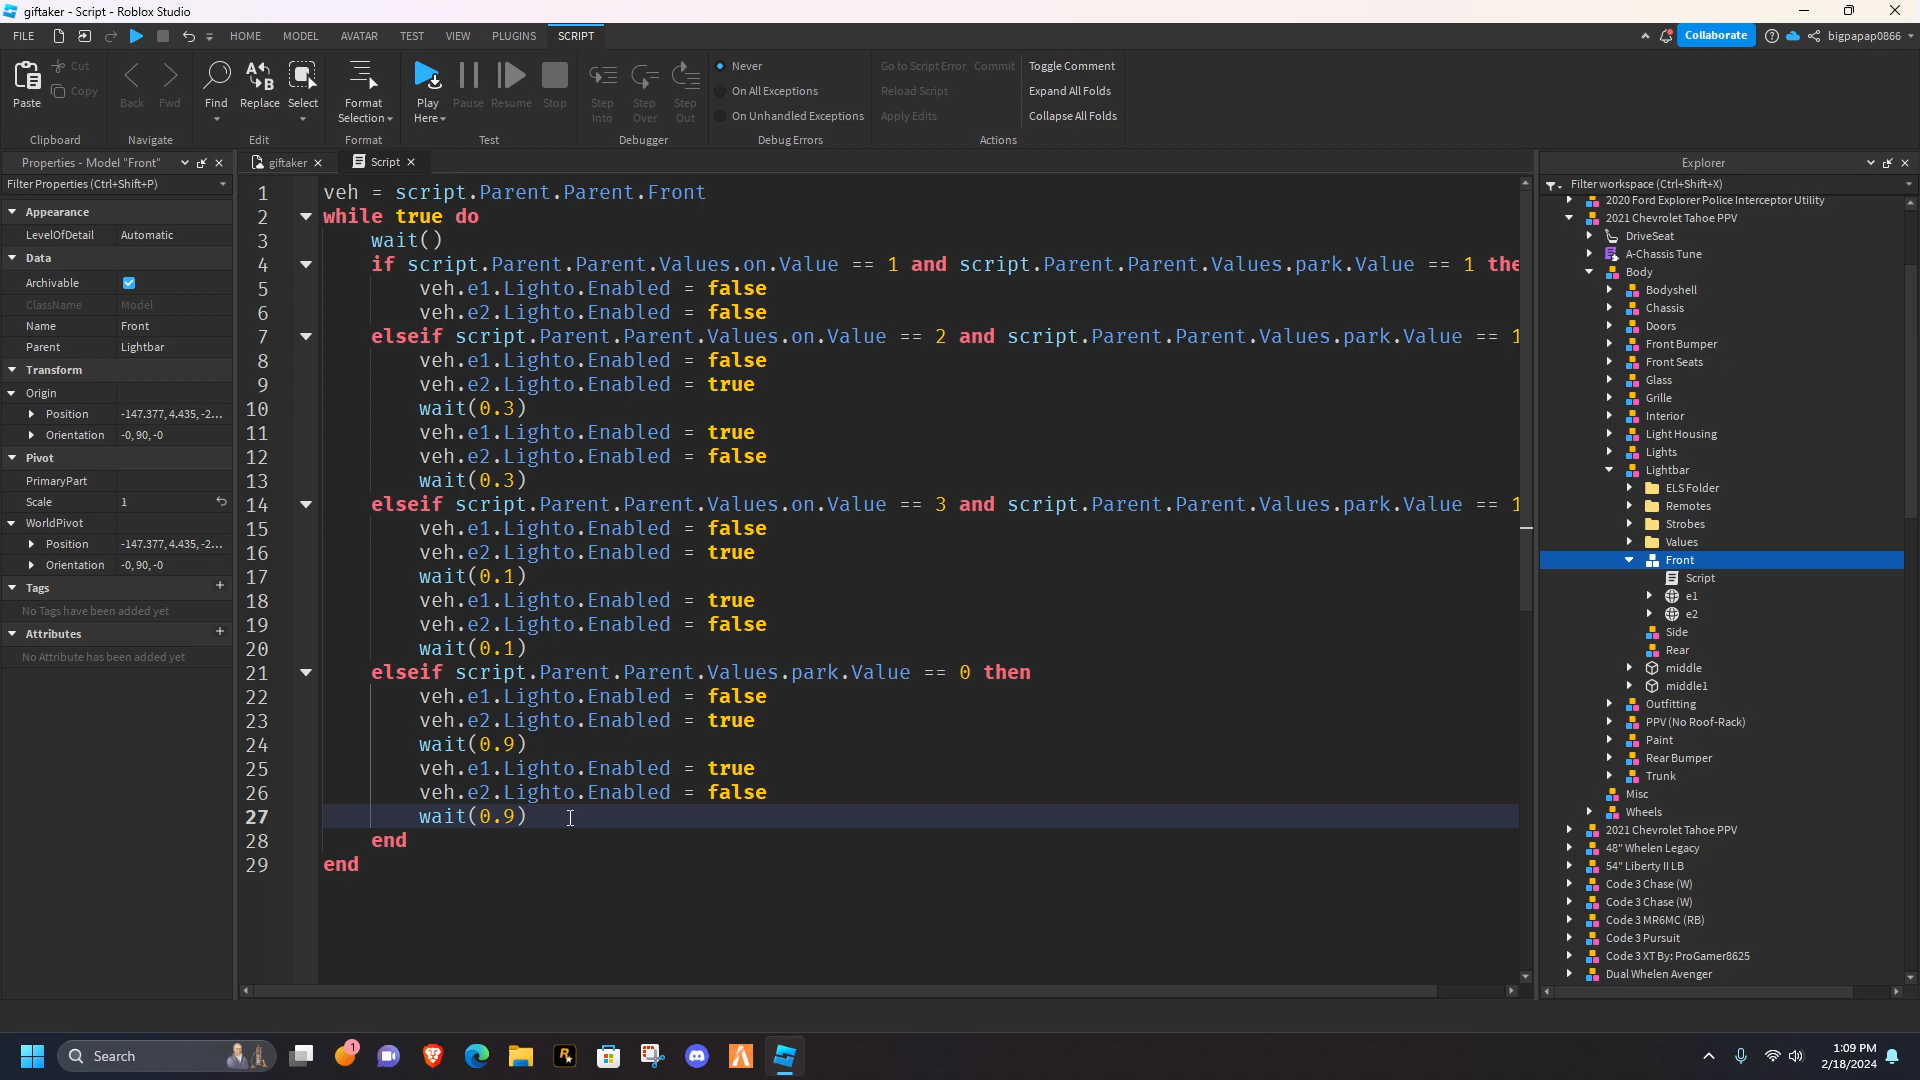 giftaker - Script - Roblox Studio
FILE HOME MODEL AVATAR TEST VIEW PLUGINS SCRIPT Collaborate bigpapap0866
Paste Cut Copy Back Fwd Find Replace Select Format Selection Play Here Pause Resume Stop Step Into Step Over Step Out
Never
On All Exceptions
On Unhandled Exceptions
Go to Script Error Commit
Reload Script
Apply Edits
Toggle Comment
Expand All Folds
Collapse All Folds
Clipboard Navigate Edit Format Test Debugger Debug Errors Actions
Properties - Model "Front"
Filter Properties (Ctrl+Shift+P)
Appearance
LevelOfDetail Automatic
Data
Archivable
ClassName Model
Name Front
Parent Lightbar
Transform
Origin
Position -147.377, 4.435, -2...
Orientation -0, 90, -0
Pivot
PrimaryPart
Scale 1
WorldPivot
Position -147.377, 4.435, -2...
Orientation -0, 90, -0
Tags +
No Tags have been added yet
Attributes +
No Attribute has been added yet
giftaker Script
1 veh = script.Parent.Parent.Front
2 while true do
3 wait()
4 if script.Parent.Parent.Values.on.Value == 1 and script.Parent.Parent.Values.park.Value == 1 the
5 veh.e1.Lighto.Enabled = false
6 veh.e2.Lighto.Enabled = false
7 elseif script.Parent.Parent.Values.on.Value == 2 and script.Parent.Parent.Values.park.Value == 1
8 veh.e1.Lighto.Enabled = false
9 veh.e2.Lighto.Enabled = true
10 wait(0.3)
11 veh.e1.Lighto.Enabled = true
12 veh.e2.Lighto.Enabled = false
13 wait(0.3)
14 elseif script.Parent.Parent.Values.on.Value == 3 and script.Parent.Parent.Values.park.Value == 1
15 veh.e1.Lighto.Enabled = false
16 veh.e2.Lighto.Enabled = true
17 wait(0.1)
18 veh.e1.Lighto.Enabled = true
19 veh.e2.Lighto.Enabled = false
20 wait(0.1)
21 elseif script.Parent.Parent.Values.park.Value == 0 then
22 veh.e1.Lighto.Enabled = false
23 veh.e2.Lighto.Enabled = true
24 wait(0.9)
25 veh.e1.Lighto.Enabled = true
26 veh.e2.Lighto.Enabled = false
27 wait(0.9)
28 end
29 end
Explorer
Filter workspace (Ctrl+Shift+X)
2020 Ford Explorer Police Interceptor Utility
2021 Chevrolet Tahoe PPV
DriveSeat
A-Chassis Tune
Body
Bodyshell
Chassis
Doors
Front Bumper
Front Seats
Glass
Grille
Interior
Light Housing
Lights
Lightbar
ELS Folder
Remotes
Strobes
Values
Front
Script
e1
e2
Side
Rear
middle
middle1
Outfitting
PPV (No Roof-Rack)
Paint
Rear Bumper
Trunk
Misc
Wheels
2021 Chevrolet Tahoe PPV
48" Whelen Legacy
54" Liberty II LB
Code 3 Chase (W)
Code 3 Chase (W)
Code 3 MR6MC (RB)
Code 3 Pursuit
Code 3 XT By: ProGamer8625
Dual Whelen Avenger
Search
1
1:09 PM
2/18/2024